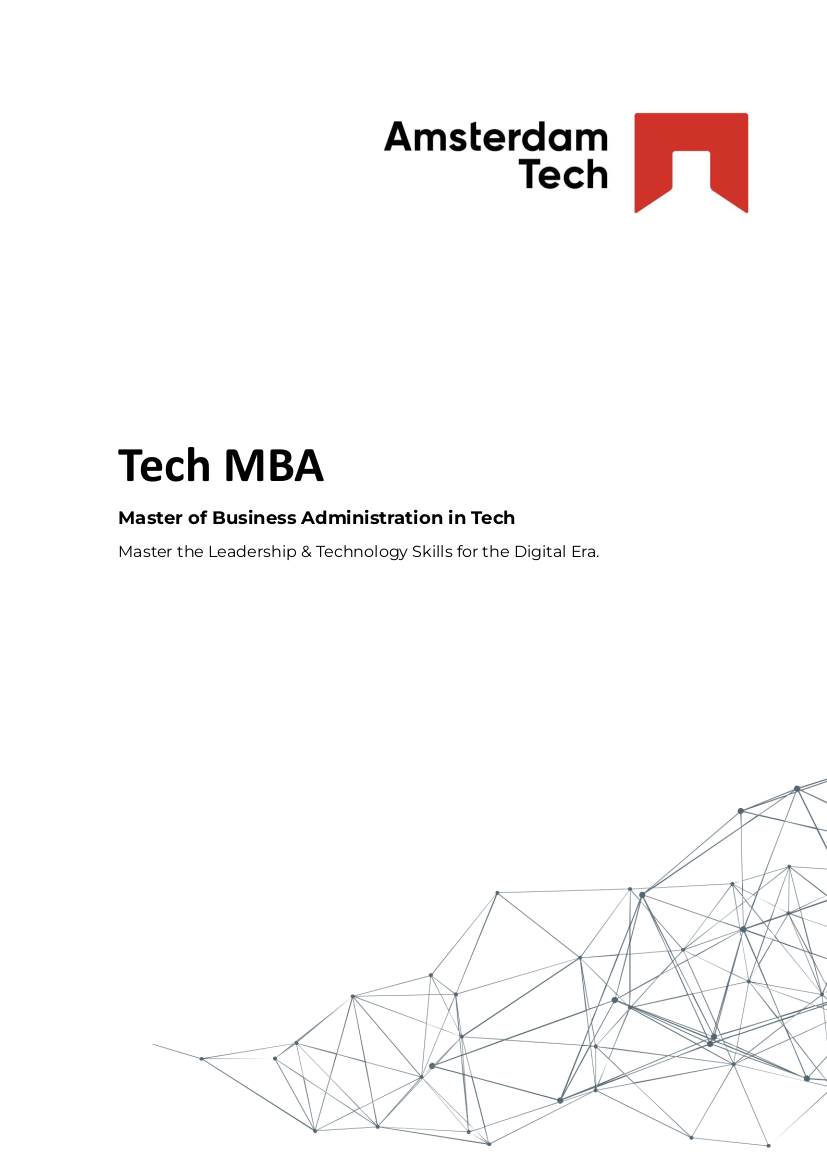 Amsterdam
Tech
Tech MBA
Master of Business Administration in Tech
Master the Leadership & Technology Skills for the Digital Era.